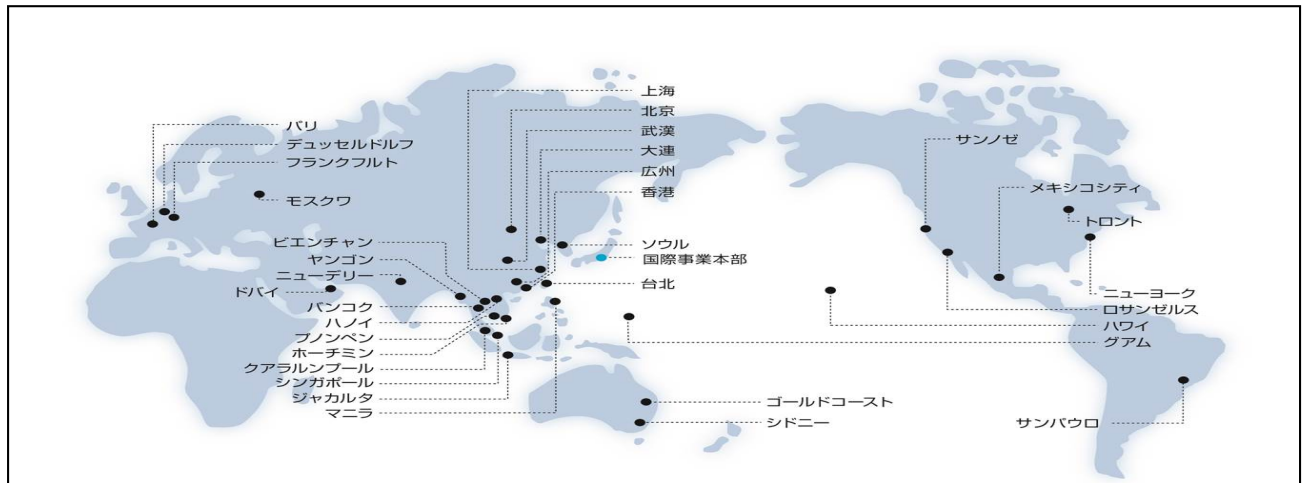 上海
北京
武漢
大連
広州
香港
パリ
デュッセルドルフ
フランクフルト
モスクワ
ビエンチャン
ヤンゴン
ニューデリー
ドバイ
バンコク
ハノイ
プノンペン
ホーチミン
クアラルンプール
シンガポール
ジャカルタ
マニラ
ソウル
国際事業本部
台北
サンノゼ
メキシコシティ
トロント
ニューヨーク
ロサンゼルス
ハワイ
グアム
ゴールドコースト
シドニー
サンパウロ